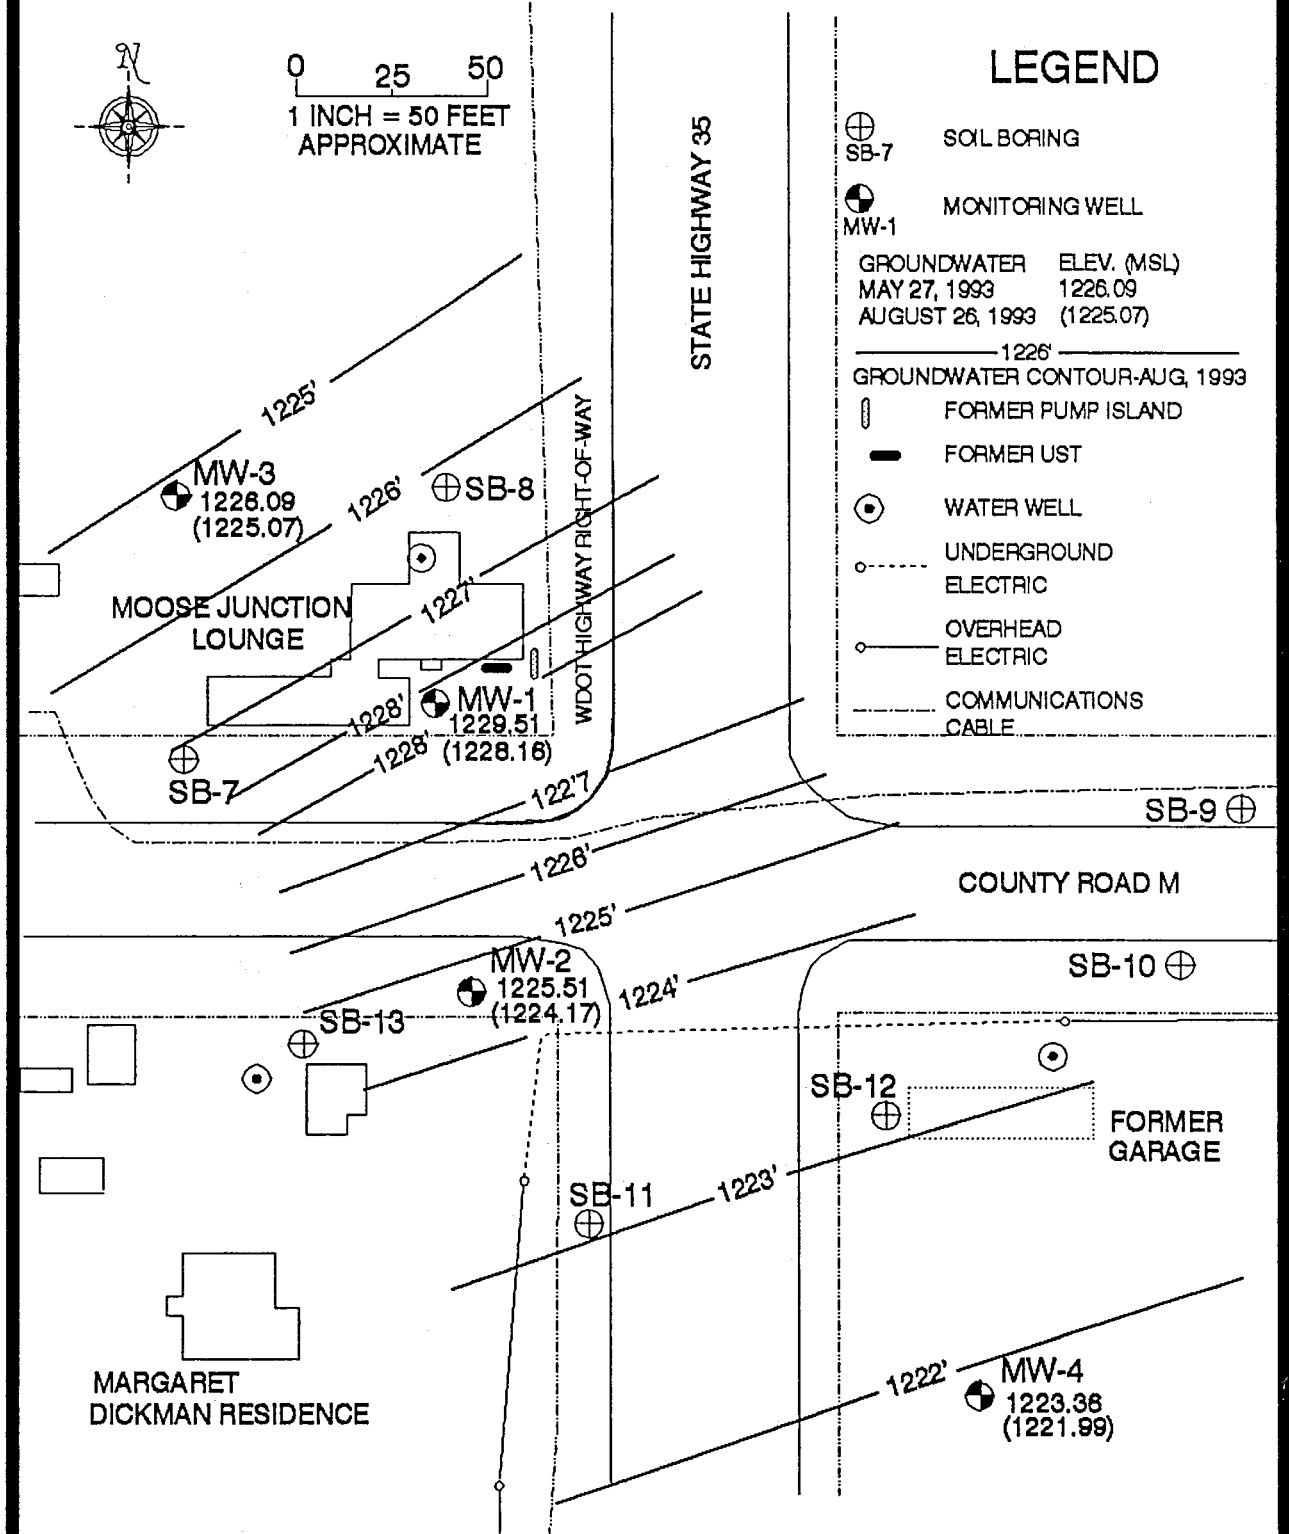 N
0 25 50
1 INCH = 50 FEET
APPROXIMATE
STATE HIGHWAY 35
WDOT HIGHWAY RIGHT-OF-WAY
LEGEND
SB-7
SOIL BORING
MW-1
MONITORING WELL
GROUNDWATER ELEV. (MSL)
MAY 27, 1993 1226.09
AUGUST 26, 1993 (1225.07)
1226'
GROUNDWATER CONTOUR-AUG, 1993
FORMER PUMP ISLAND
FORMER UST
WATER WELL
UNDERGROUND
ELECTRIC
OVERHEAD
ELECTRIC
COMMUNICATIONS
CABLE
1225'
MW-3
1226.09
(1225.07)
1226'
SB-8
1227'
MOOSE JUNCTION
LOUNGE
1228'
MW-1
1229.51
(1228.16)
1228'
SB-7
122'7
SB-9
1226'
COUNTY ROAD M
1225'
MW-2
1225.51
(1224.17)
1224'
SB-10
SB-13
SB-12
FORMER
GARAGE
1223'
SB-11
1222'
MW-4
1223.36
(1221.99)
MARGARET
DICKMAN RESIDENCE